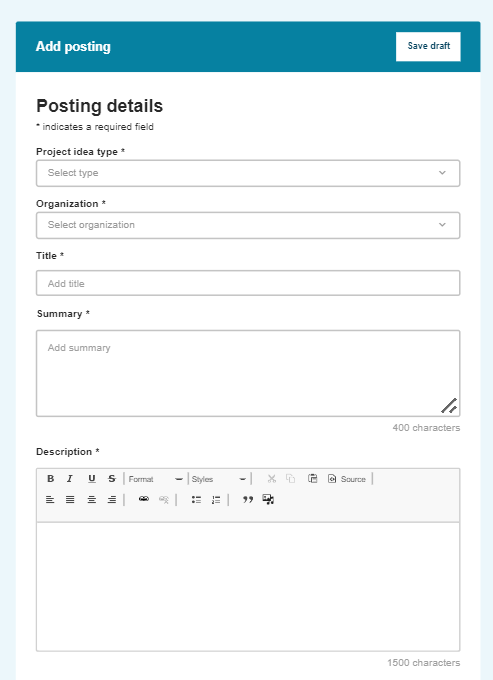 Add posting
Save draft
Posting details
* indicates a required field
Project idea type *
Select type
Organization *
Select organization
Title *
Add title
Summary *
Add summary
400 characters
Description *
B I U S Format Styles Source
1500 characters